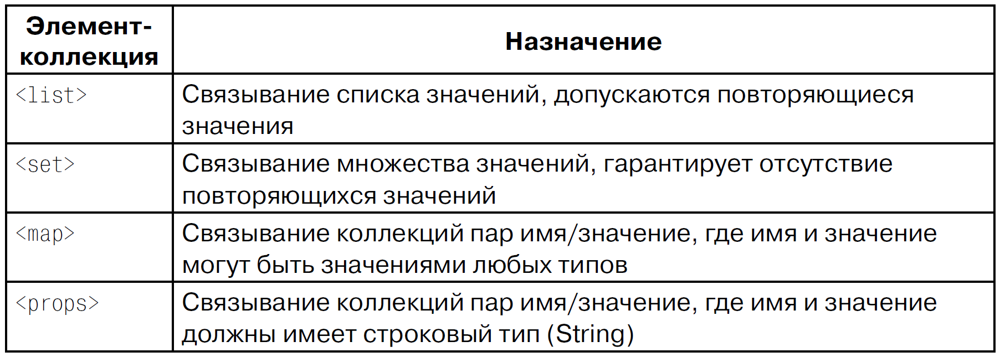 Элемент-
коллекция
Назначение
<list>
Связывание списка значений, допускаются повторяющиеся
значения
<set>
Связывание множества значений, гарантирует отсутствие
повторяющихся значений
<map>
Связывание коллекций пар имя/значение, где имя и значение
могут быть значениями любых типов
<props>
Связывание коллекций пар имя/значение, где имя и значение
должны имеет строковый тип (String)